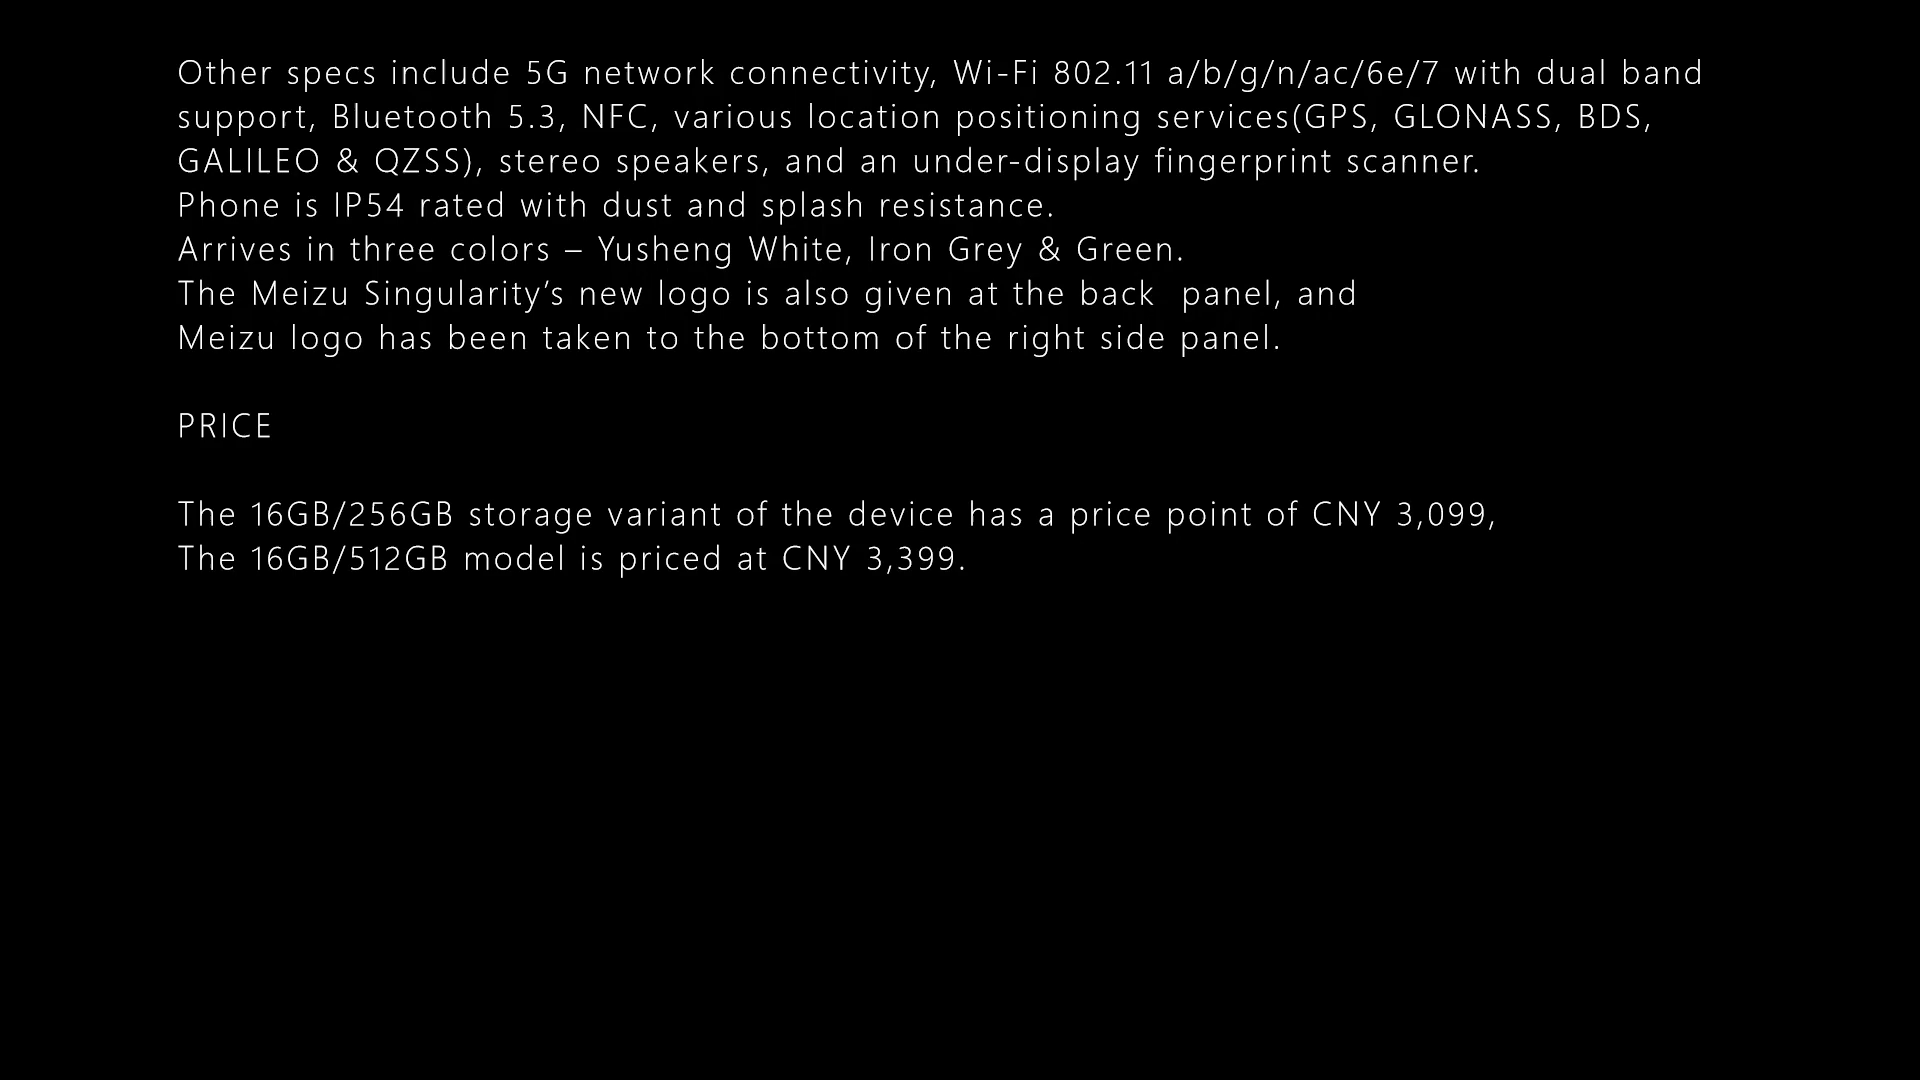 Other specs include 5G network connectivity, Wi-Fi 802.11 a/b/g/n/ac/6e/7 with dual band
support, Bluetooth 5.3, NFC, various location positioning services(GPS, GLONASS, BDS,
GALILEO & QZSS), stereo speakers, and an under-display fingerprint scanner.
Phone is IP54 rated with dust and splash resistance.
Arrives in three colors – Yusheng White, Iron Grey & Green.
The Meizu Singularity’s new logo is also given at the back  panel, and
Meizu logo has been taken to the bottom of the right side panel.
PRICE
The 16GB/256GB storage variant of the device has a price point of CNY 3,099,
The 16GB/512GB model is priced at CNY 3,399.